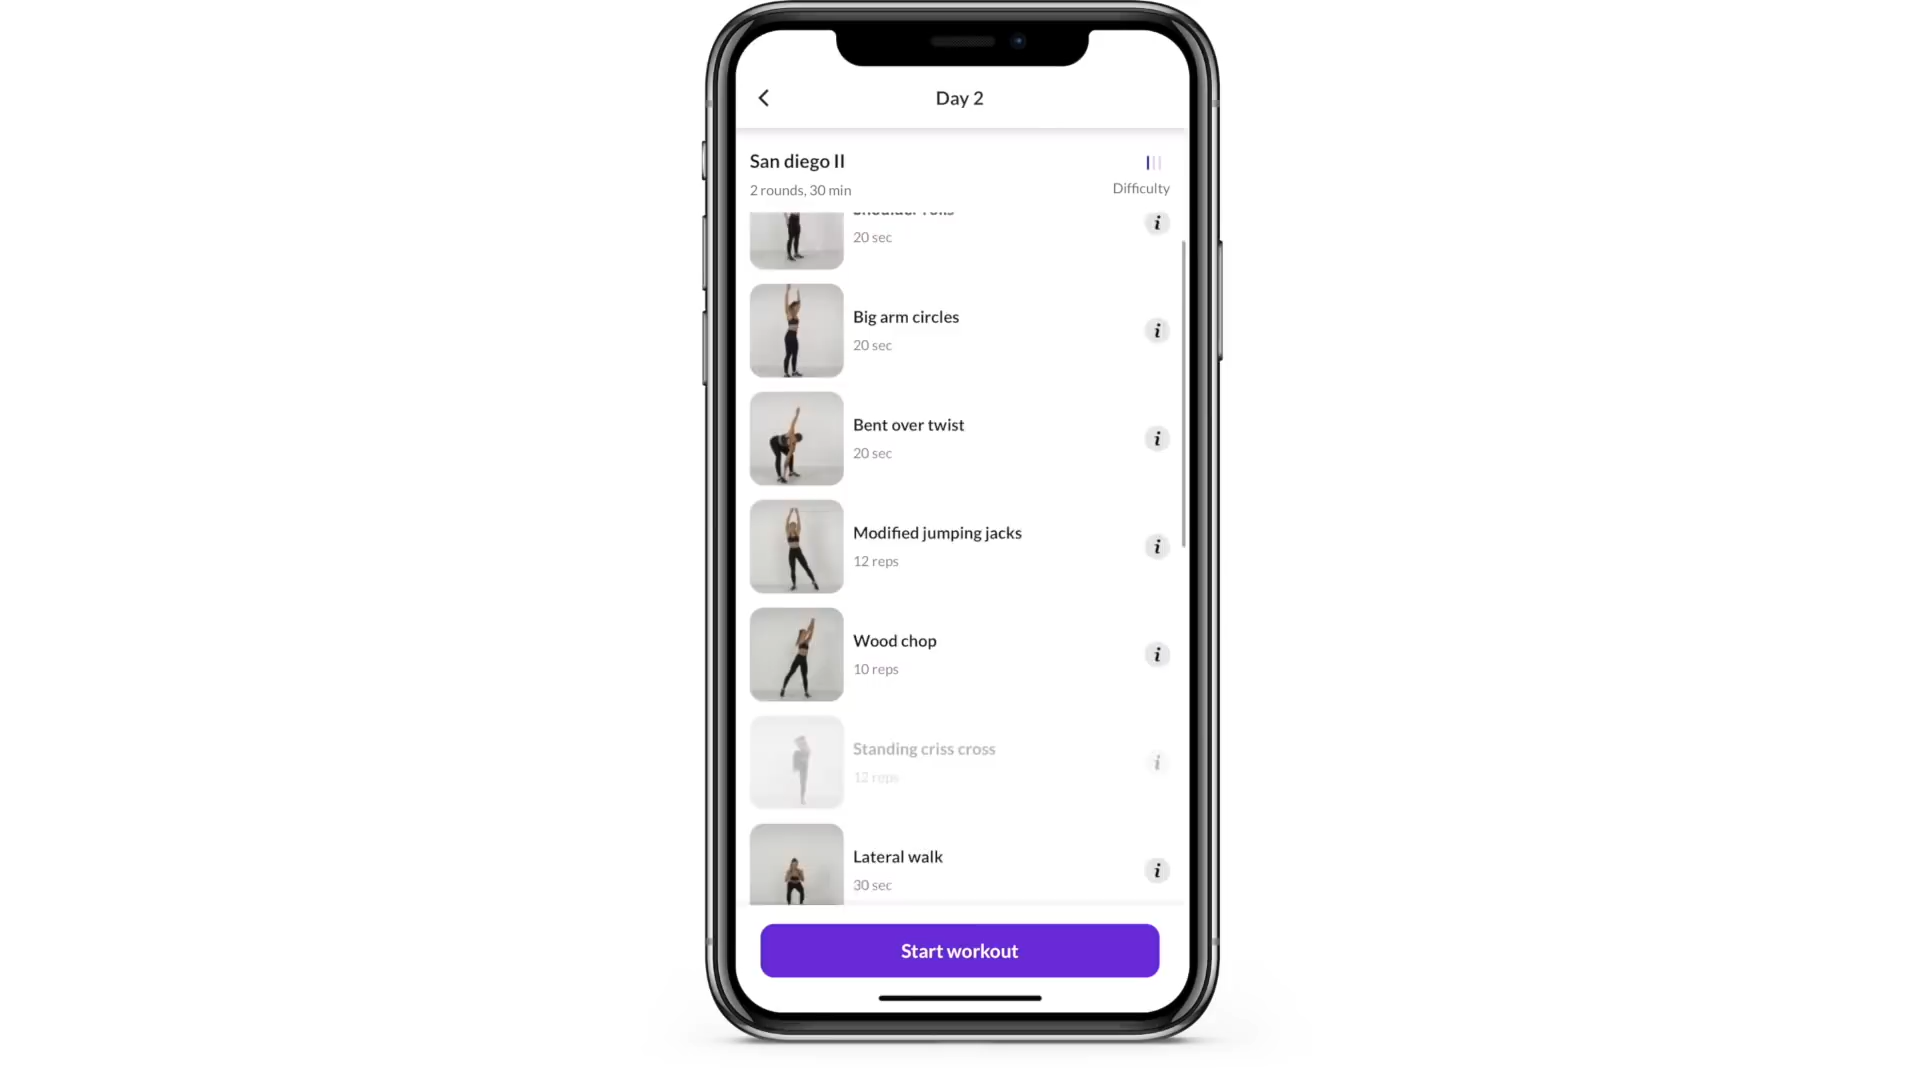 Day 2
San diego II
2 rounds, 30 min
Difficulty
20 sec
Big arm circles
20 sec
Bent over twist
20 sec
Modified jumping jacks
12 reps
Wood chop
10 reps
Standing criss cross
12 reps
Lateral walk
30 sec
Start workout